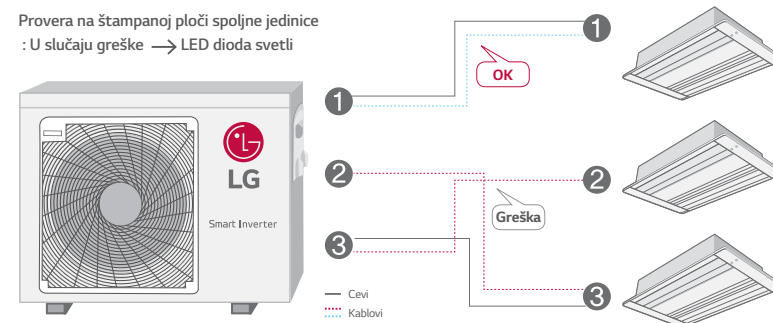 Provera na štampanoj ploči spoljne jedinice
: U slučaju greške → LED dioda svetli
LG
Smart Inverter
1
1
OK
2
2
Greška
3
3
Cevi
Kablovi